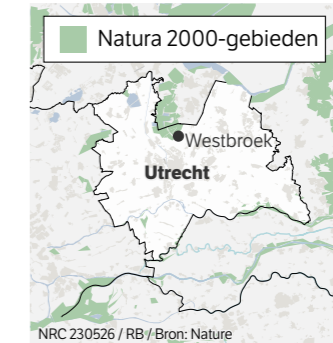 Natura 2000-gebieden
Westbroek
Utrecht
NRC 230526 / RB / Bron: Nature